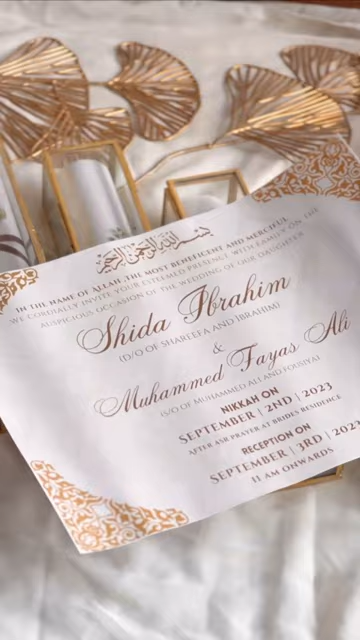 بسم الله الرحمن الرحيم
IN THE NAME OF ALLAH, THE MOST BENEFICENT AND MERCIFUL
WE CORDIALLY INVITE YOUR ESTEEMED PRESENCE WITH FAMILY ON THE
AUSPICIOUS OCCASION OF THE WEDDING OF OUR DAUGHTER
Shida Ibrahim
(D/O OF SHAREEFA AND IBRAHIM)
&
Muhammed Fayas Ali
(S/O OF MUHAMMED ALI AND FOUSIYA)
NIKKAH ON
SEPTEMBER | 2ND | 2023
AFTER ASR PRAYER AT BRIDES RESIDENCE
RECEPTION ON
SEPTEMBER | 3RD | 2023
11 AM ONWARDS